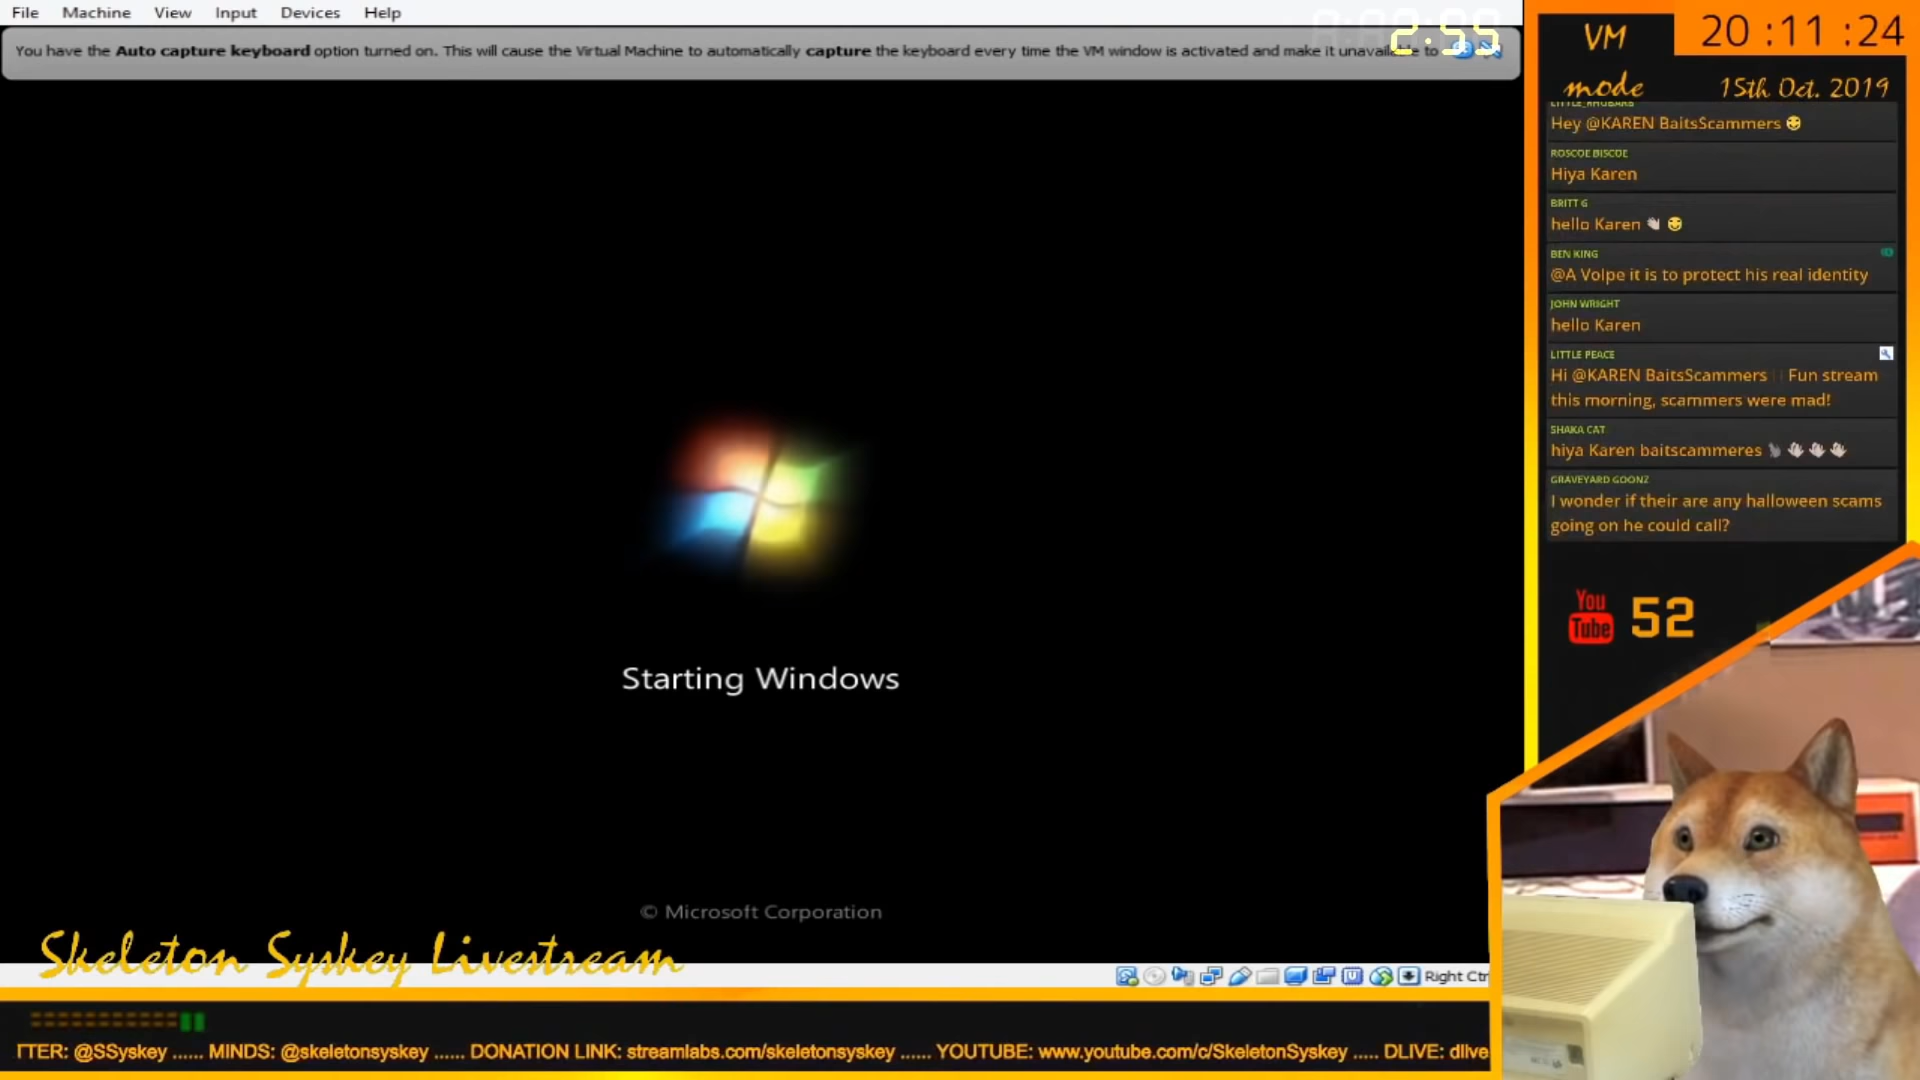 File Machine View Input Devices Help
You have the Auto capture keyboard option turned on. This will cause the Virtual Machine to automatically capture the keyboard every time the VM window is activated and make it unavailable to
2:55
VM
mode
20 :11 :24
15th Oct. 2019
LITTLE_RHUBARB
Hey @KAREN BaitsScammers
ROSCOE BISCOE
Hiya Karen
BRITT G
hello Karen
BEN KING
@A Volpe it is to protect his real identity
JOHN WRIGHT
hello Karen
LITTLE PEACE
Hi @KAREN BaitsScammers Fun stream
this morning, scammers were mad!
SHAKA CAT
hiya Karen baitscammeres
GRAVEYARD GOONZ
I wonder if their are any halloween scams
going on he could call?
You
Tube
52
Starting Windows
© Microsoft Corporation
Skeleton Syskey Livestream
Right Ctr
TTER: @SSyskey ...... MINDS: @skeletonsyskey ...... DONATION LINK: streamlabs.com/skeletonsyskey ...... YOUTUBE: www.youtube.com/c/SkeletonSyskey ..... DLIVE: dlive